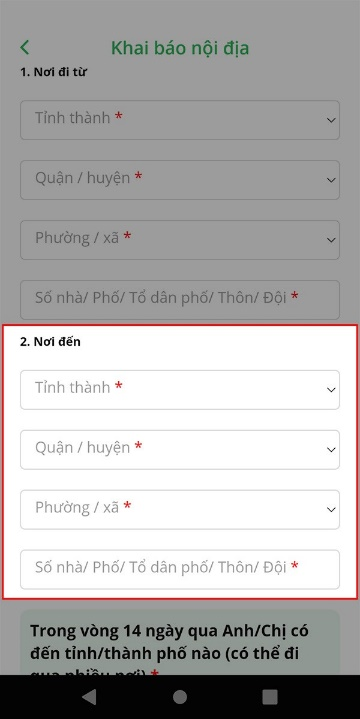 Khai báo nội địa
1. Nơi đi từ
Tỉnh thành *
Quận / huyện *
Phường / xã *
Số nhà/ Phố/ Tổ dân phố/ Thôn/ Đội *
2. Nơi đến
Tỉnh thành *
Quận / huyện *
Phường / xã *
Số nhà/ Phố/ Tổ dân phố/ Thôn/ Đội *
Trong vòng 14 ngày qua Anh/Chị có
đến tỉnh/thành phố nào (có thể đi
qua nhiều nơi) *